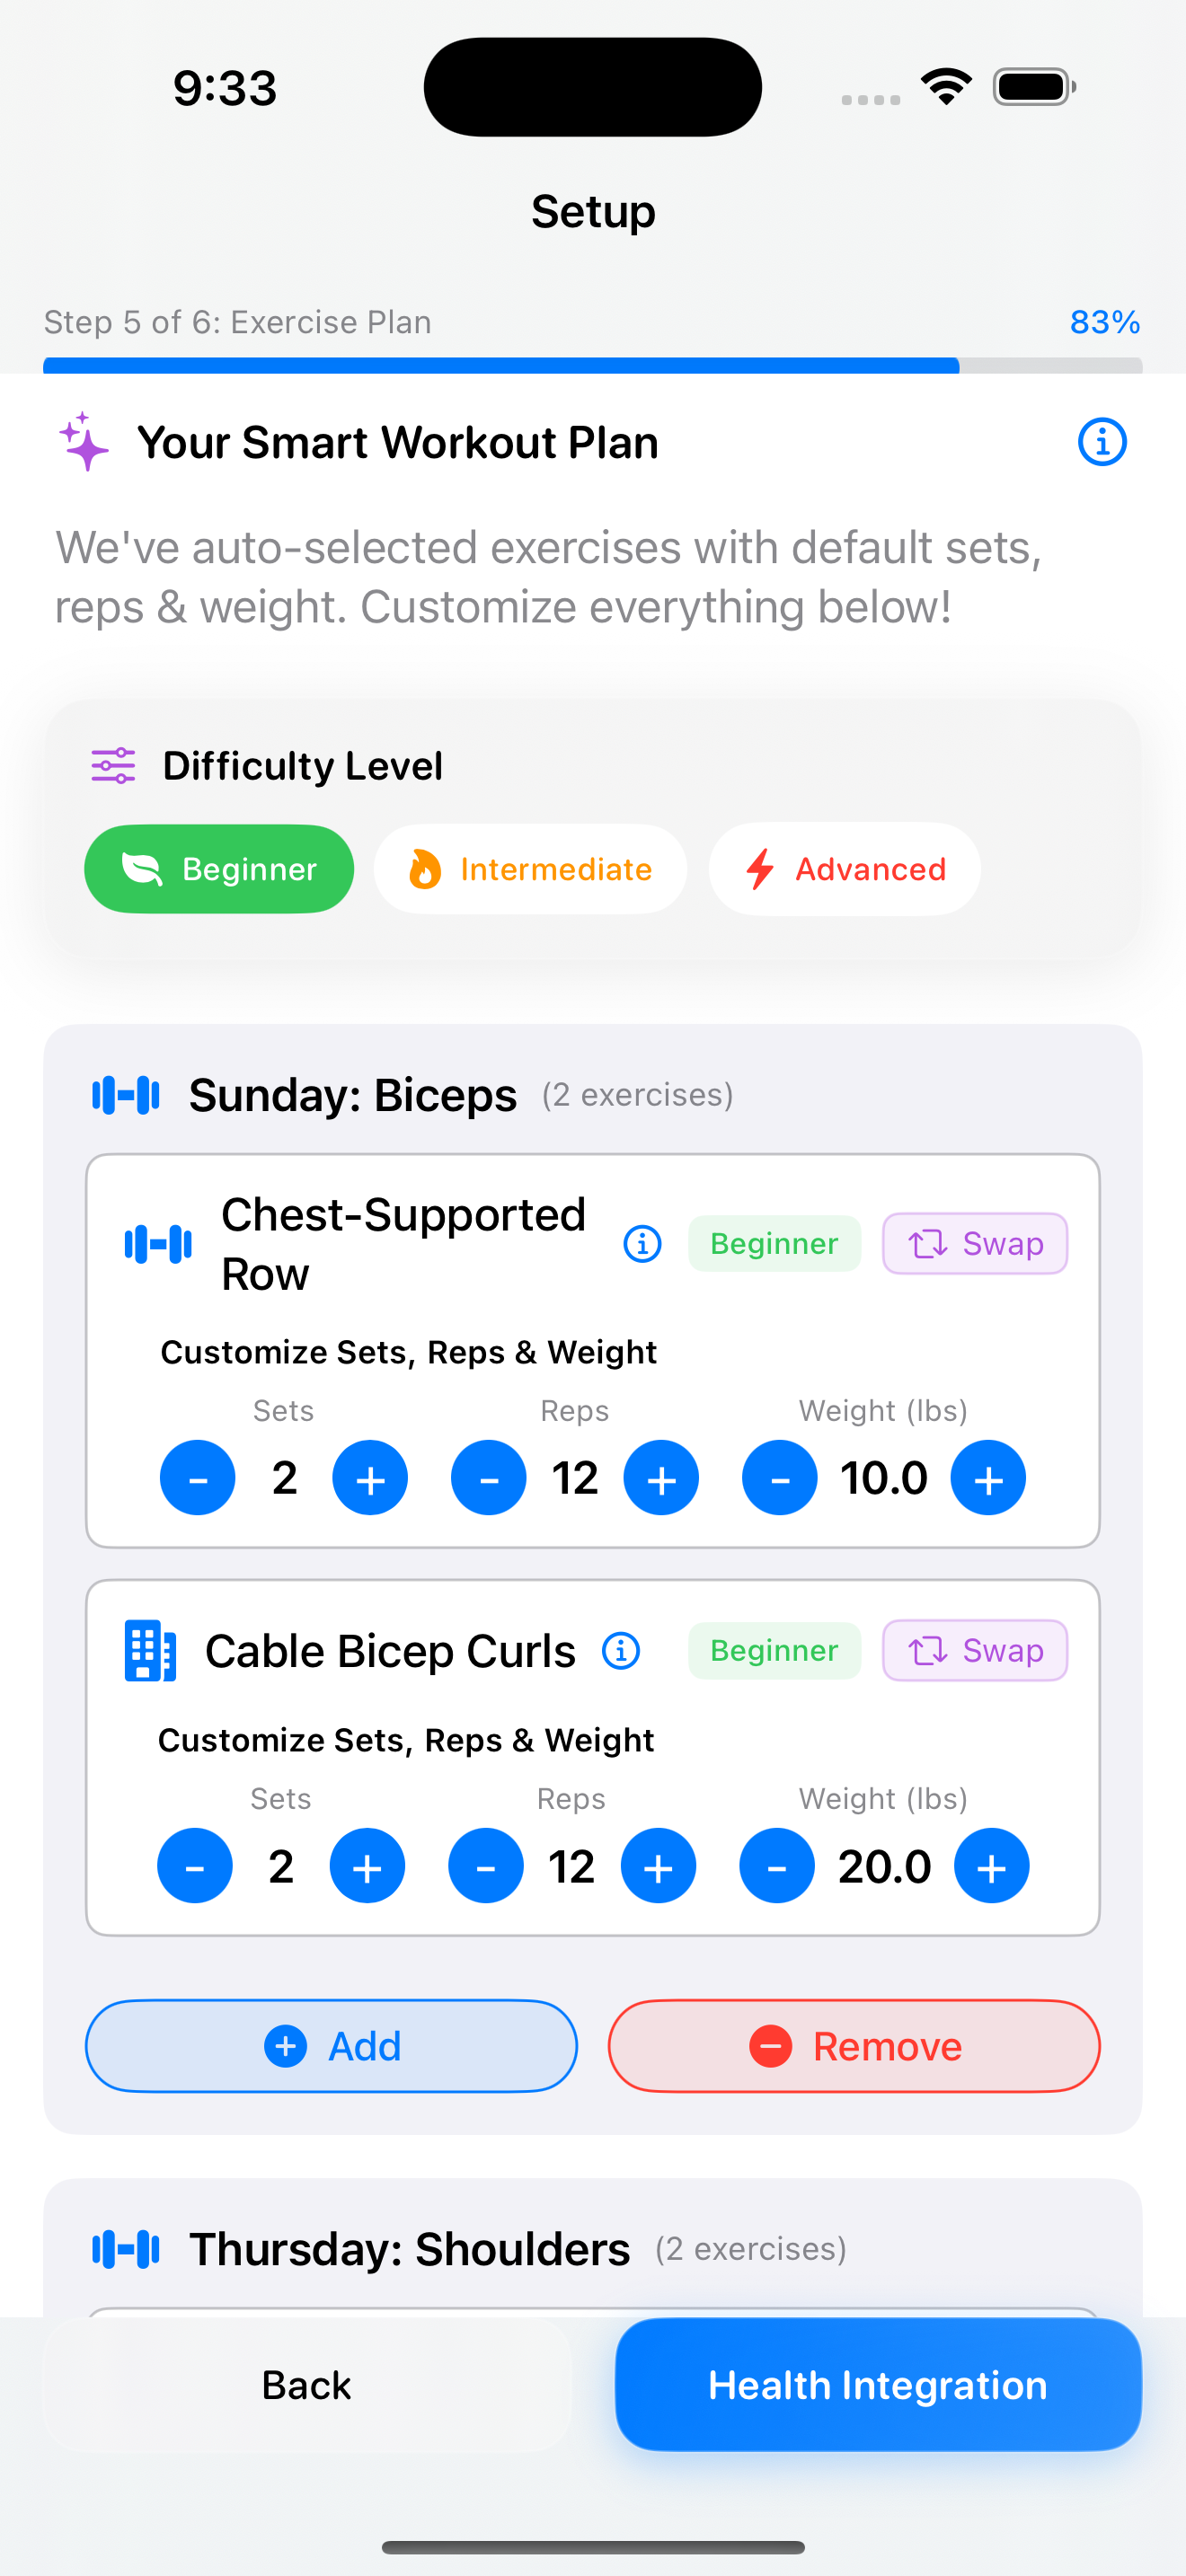 9:33
Setup
Step 5 of 6: Exercise Plan 83%
Your Smart Workout Plan
We've auto-selected exercises with default sets,
reps & weight. Customize everything below!
Difficulty Level
Beginner Intermediate Advanced
Sunday: Biceps (2 exercises)
Chest-Supported
Row
Beginner Swap
Customize Sets, Reps & Weight
Sets Reps Weight (lbs)
- 2 + - 12 + - 10.0 +
Cable Bicep Curls Beginner Swap
Customize Sets, Reps & Weight
Sets Reps Weight (lbs)
- 2 + - 12 + - 20.0 +
Add Remove
Thursday: Shoulders (2 exercises)
Back Health Integration